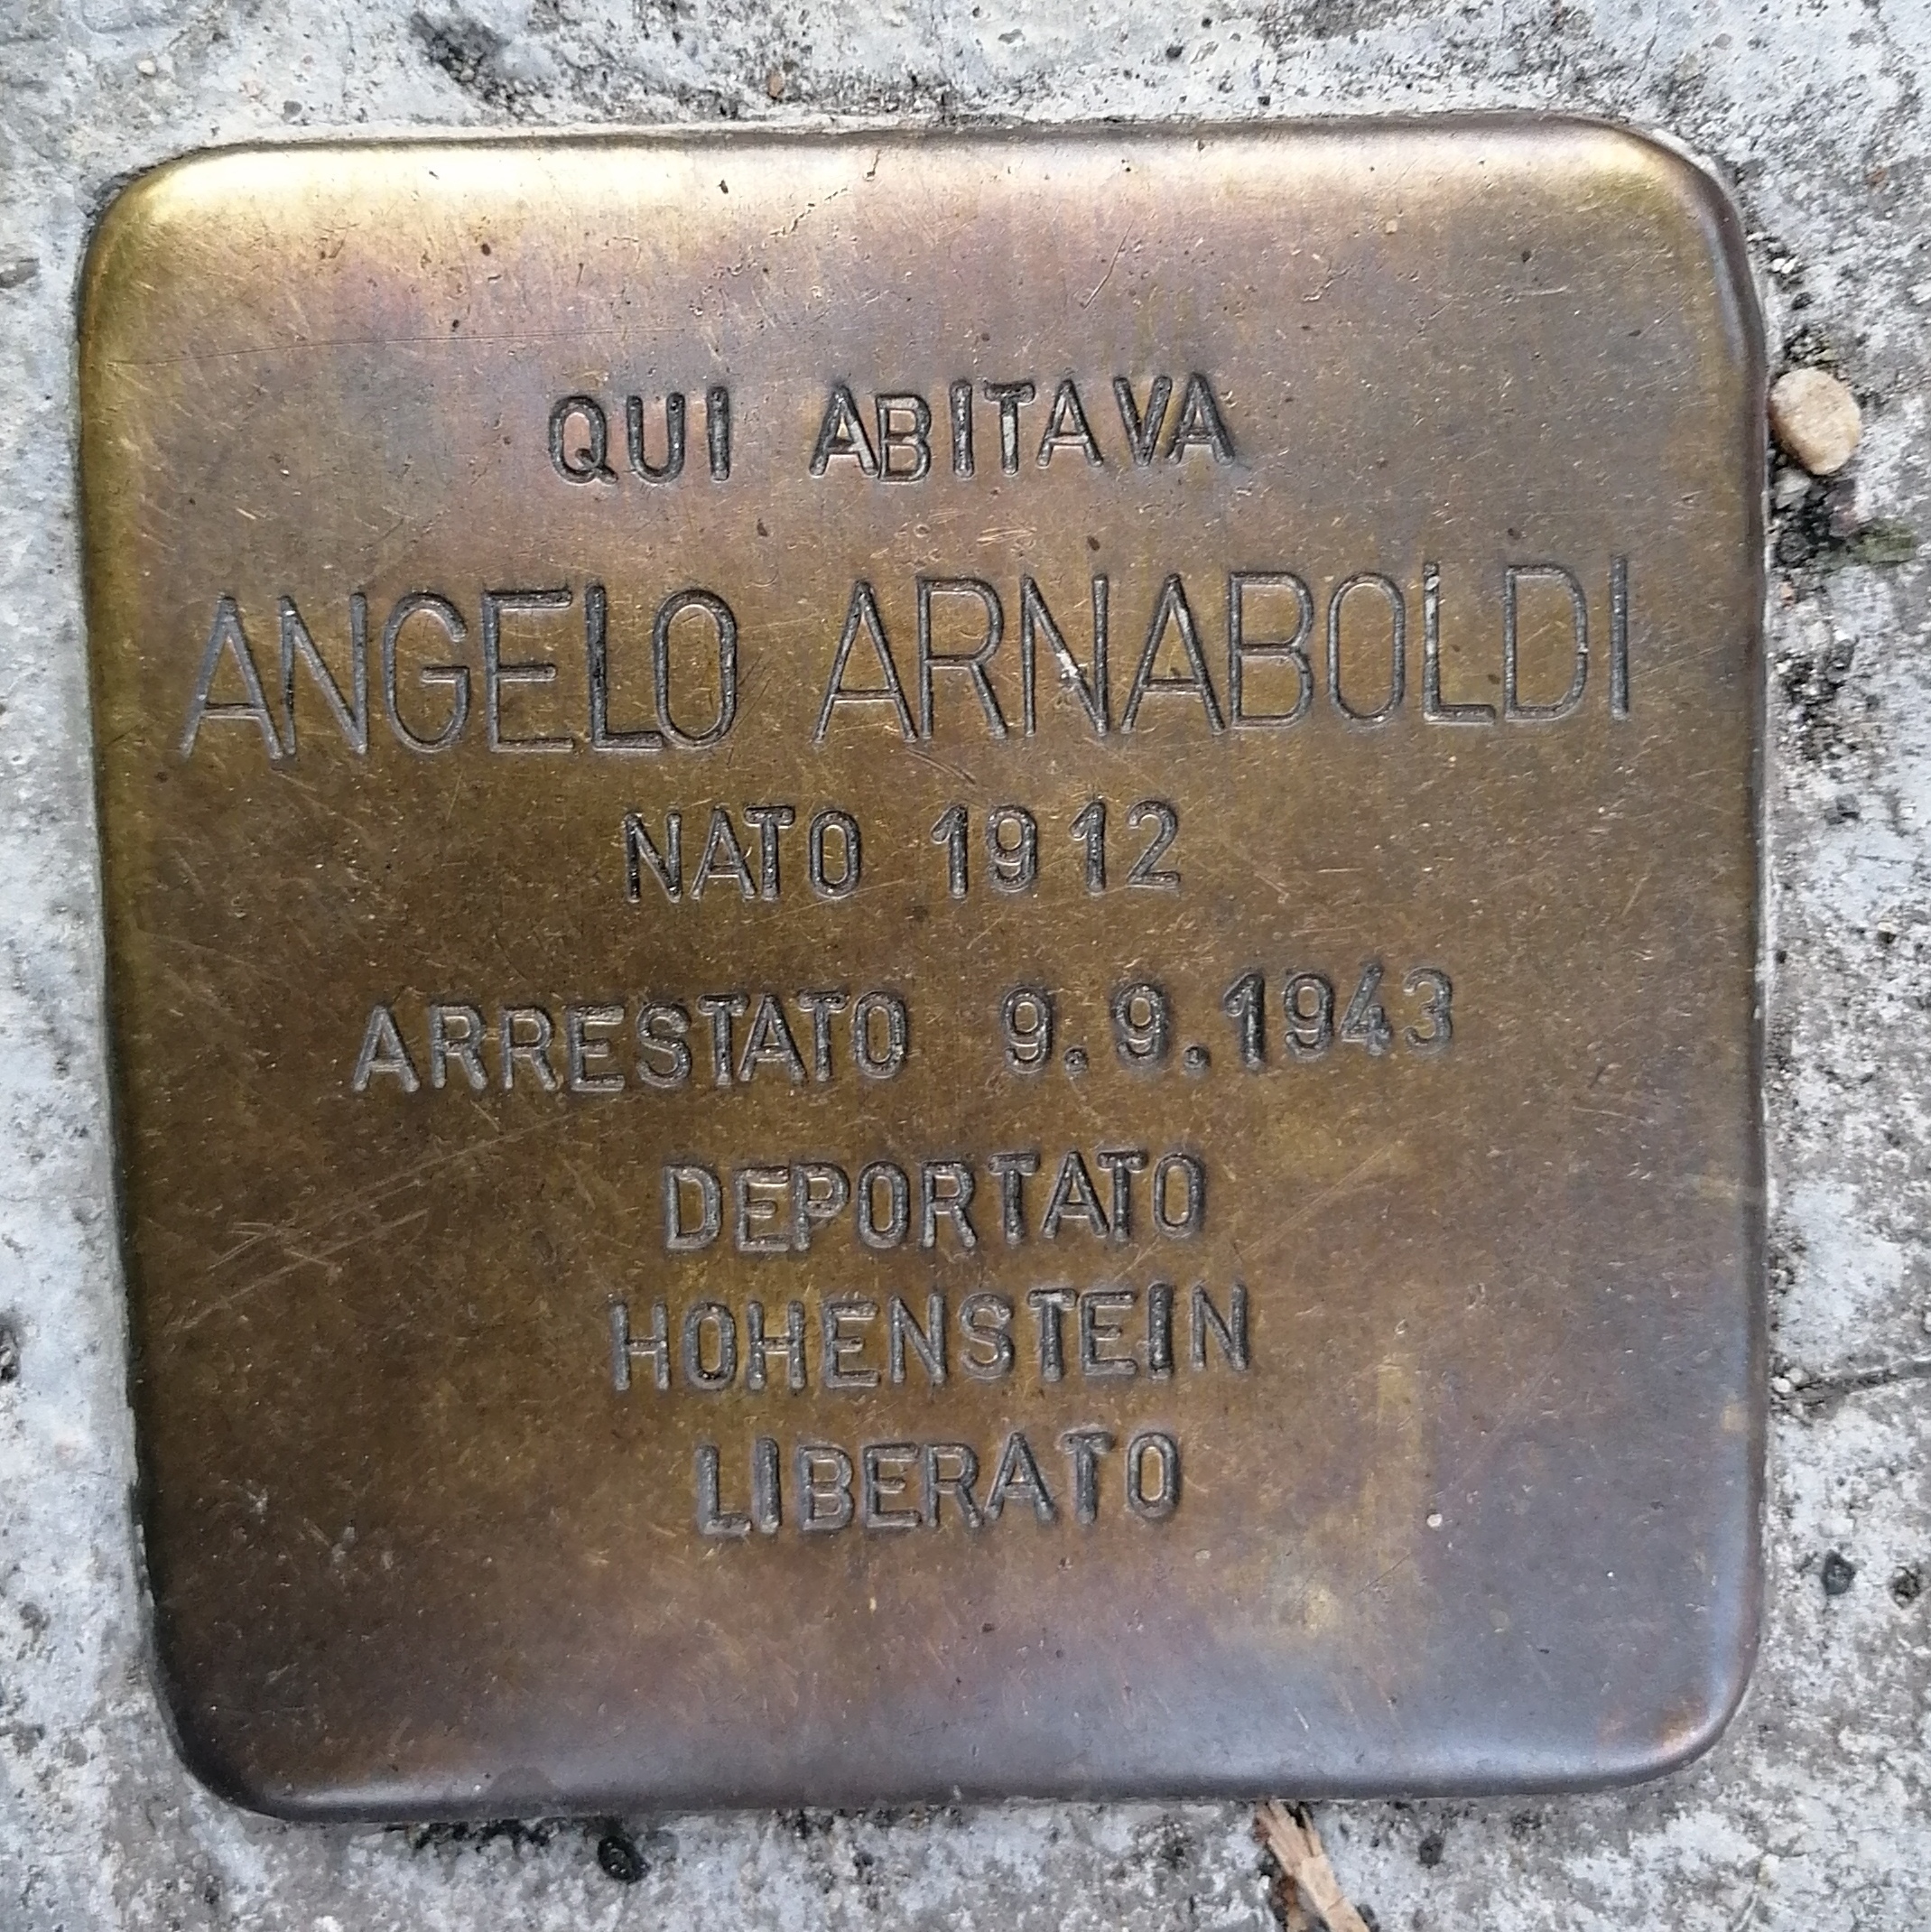 QUI ABITAVA
ANGELO ARNABOLDI
NATO 1912
ARRESTATO 9.9.1943
DEPORTATO
HOHENSTEIN
LIBERATO